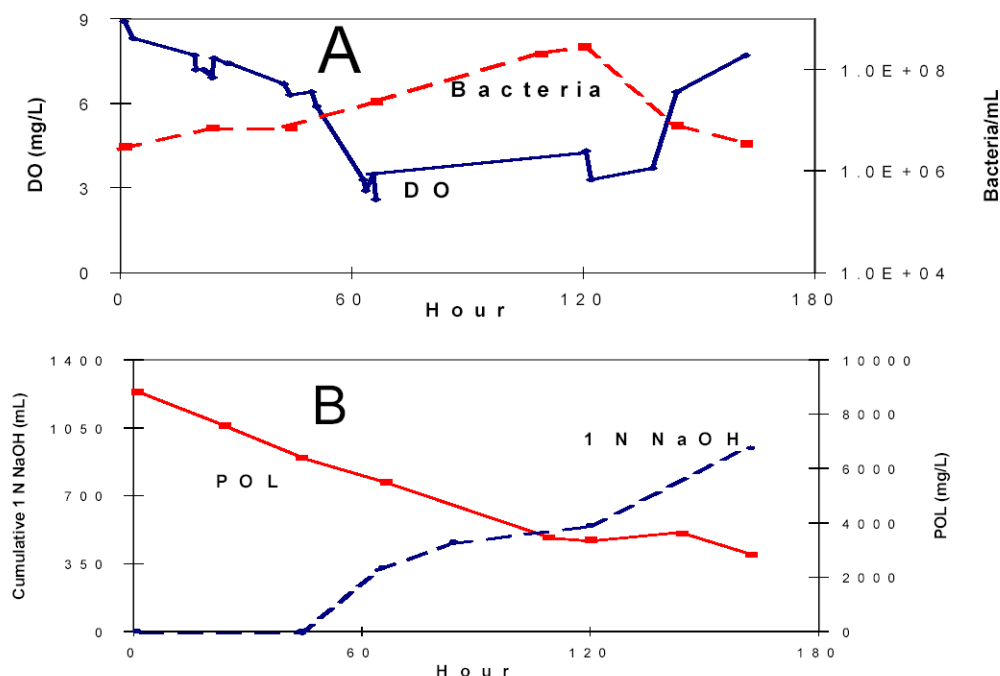 A
9
6
3
0
DO (mg/L)
Bacteria
DO
1.0E+08
1.0E+06
1.0E+04
Bacteria/mL
0 60 120 180
Hour
B
1400
1050
700
350
0
Cumulative 1 N NaOH (mL)
1 N NaOH
POL
10000
8000
6000
4000
2000
0
POL (mg/L)
0 60 120 180
Hour